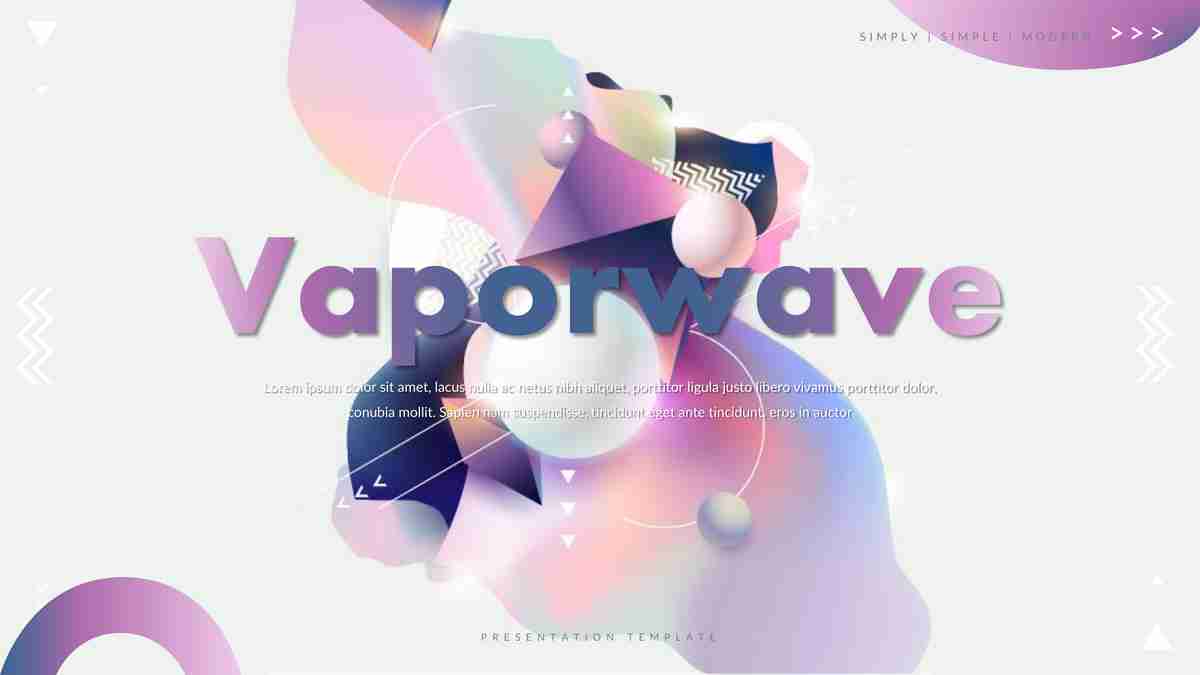 SIMPLY | SIMPLE | MODERN
Vaporwave
Lorem ipsum dolor sit amet, lacus nulla ac netus nibh aliquet, porttitor ligula justo libero vivamus porttitor dolor,
conubia mollit. Sapien nam suspendisse, tincidunt eget ante tincidunt, eros in auctor
PRESENTATION TEMPLATE